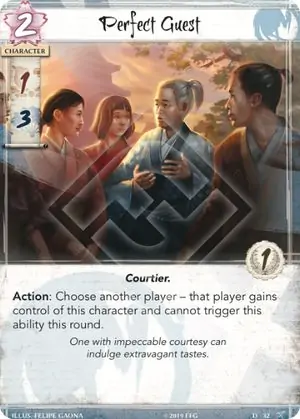 2
Perfect Guest
CHARACTER
1
3
1
Courtier.
Action: Choose another player – that player gains
control of this character and cannot trigger this
ability this round.
One with impeccable courtesy can
indulge extravagant tastes.
ILLUS. FELIPE GAONA
©2019 FFG